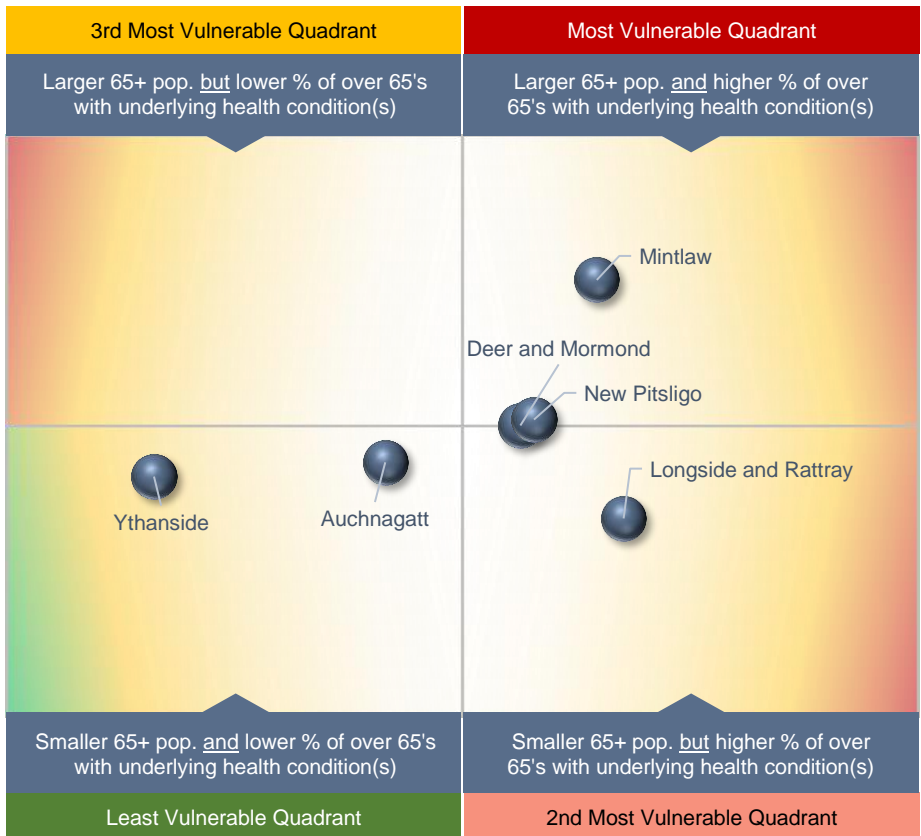 3rd Most Vulnerable Quadrant
Most Vulnerable Quadrant
Larger 65+ pop. but lower % of over 65's
with underlying health condition(s)
Larger 65+ pop. and higher % of over
65's with underlying health condition(s)
Mintlaw
Deer and Mormond
New Pitsligo
Longside and Rattray
Auchnagatt
Ythanside
Smaller 65+ pop. and lower % of over 65's
with underlying health condition(s)
Smaller 65+ pop. but higher % of over
65's with underlying health condition(s)
Least Vulnerable Quadrant
2nd Most Vulnerable Quadrant